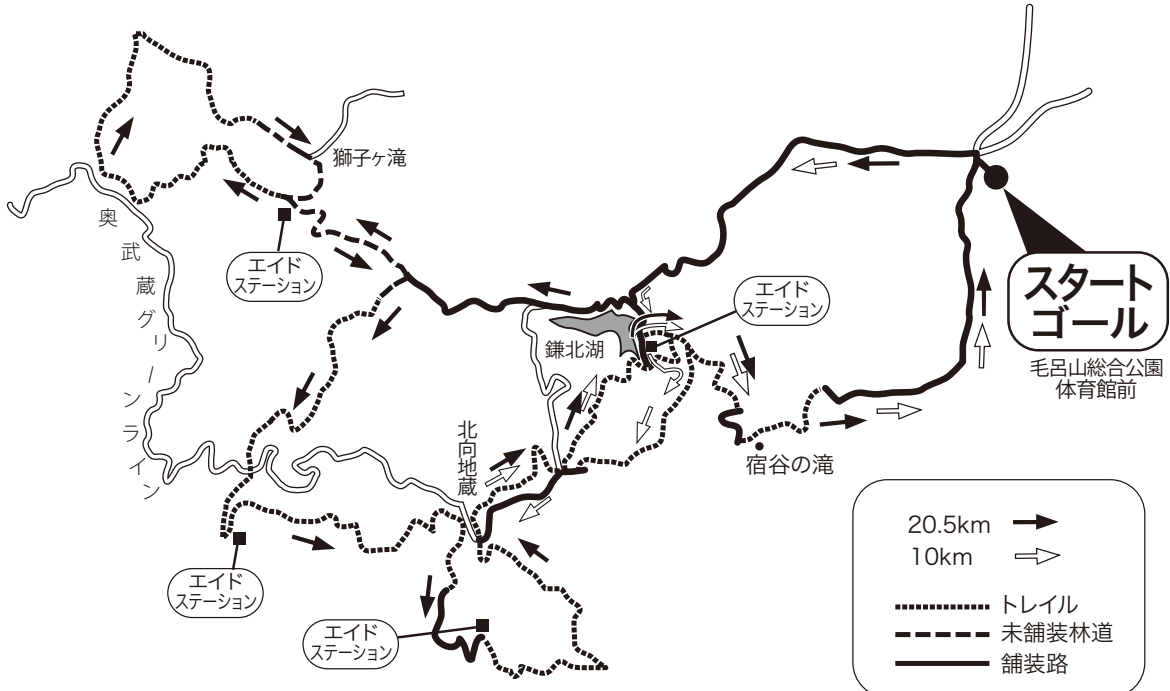 獅子ヶ滝
奥武蔵グリーンライン
エイド
ステーション
エイド
ステーション
スタート
ゴール
毛呂山総合公園
体育館前
鎌北湖
北向地蔵
宿谷の滝
エイド
ステーション
エイド
ステーション
20.5km
10km
トレイル
未舗装林道
舗装路